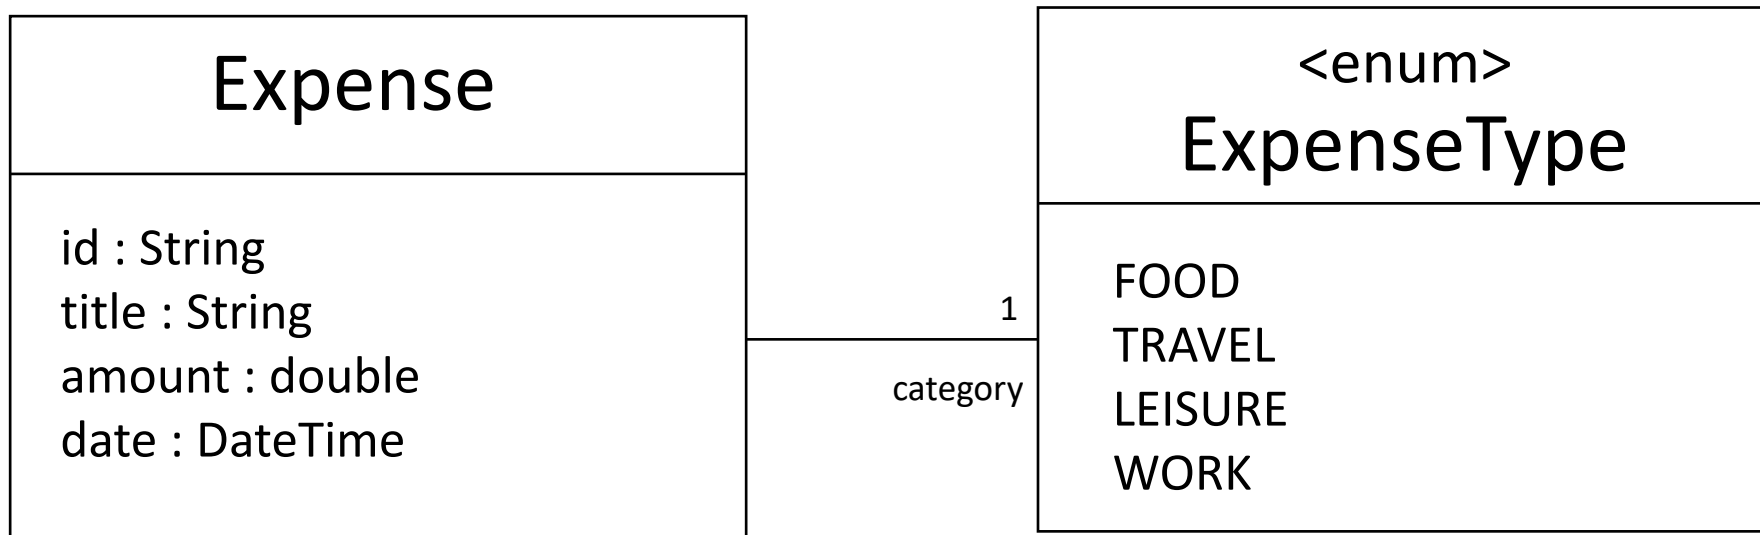 Expense
id : String
title : String
amount : double
date : DateTime
1
category
<enum>
ExpenseType
FOOD
TRAVEL
LEISURE
WORK